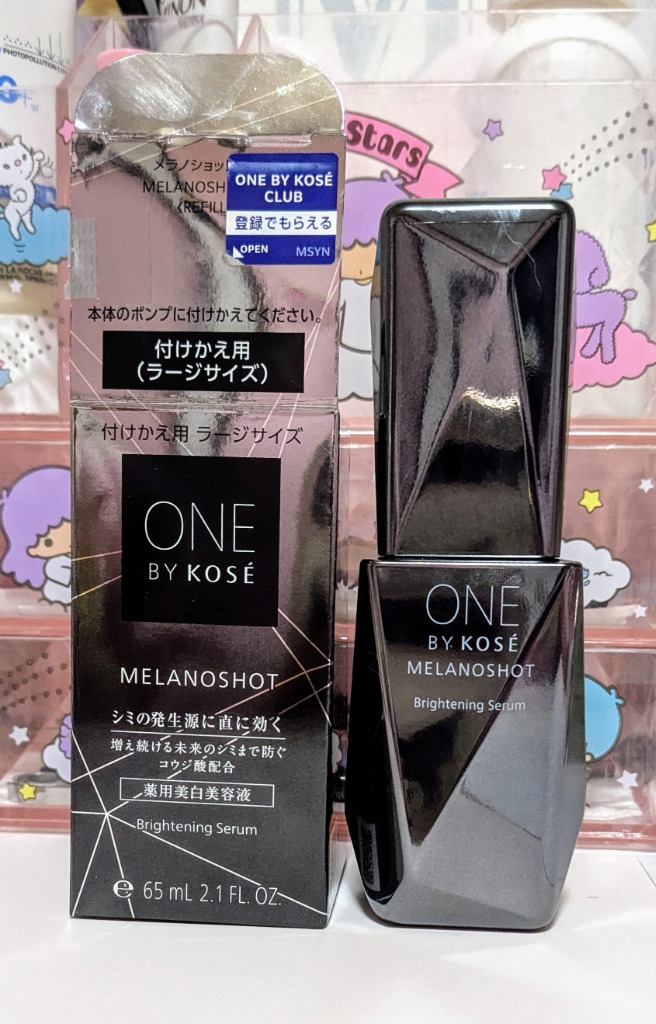 PHOTOPOLLUTION
Stars
メラノショッ
MELANOSH
(REFILL
ONE BY KOSÉ
CLUB
登録でもらえる
OPEN MSYN
本体のポンプに付けかえてください。
付けかえ用
(ラージサイズ)
付けかえ用 ラージサイズ
ONE
BY KOSÉ
MELANOSHOT
シミの発生源に直に効く
増え続ける未来のシミまで防ぐ
コウジ酸配合
薬用美白美容液
Brightening Serum
e 65 mL 2.1 FL. OZ.
ONE
BY KOSÉ
MELANOSHOT
Brightening Serum